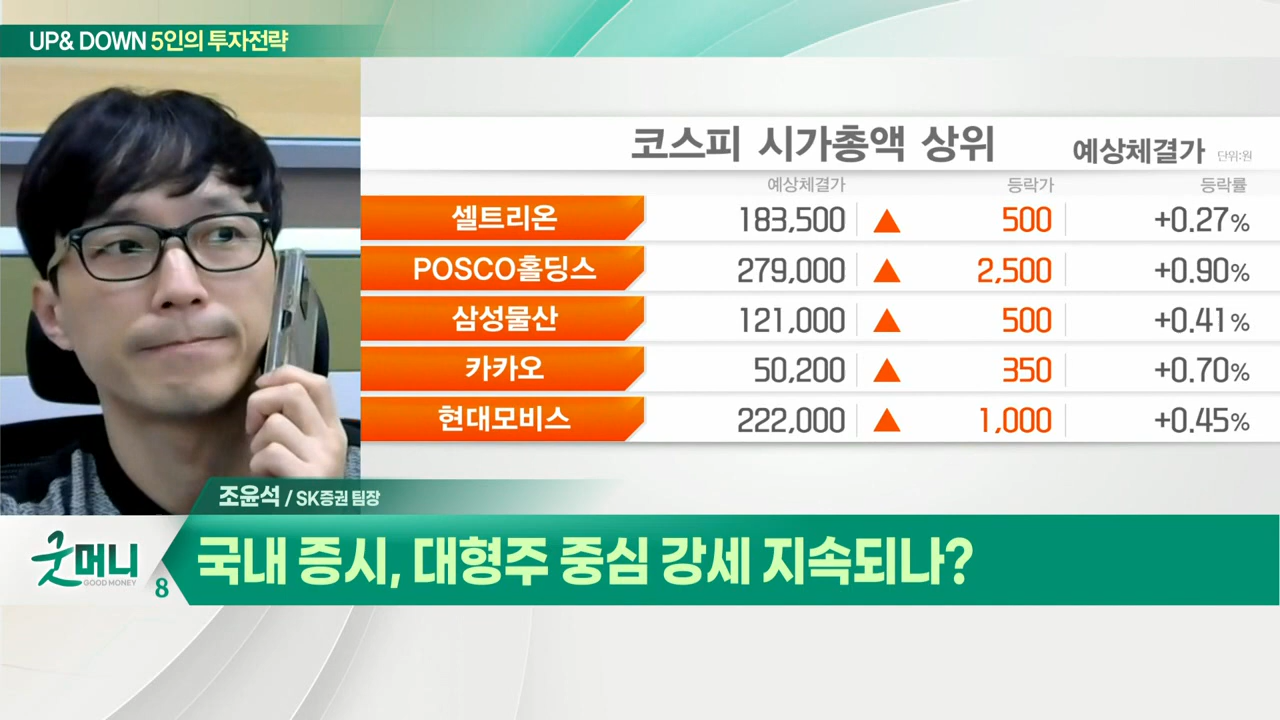 UP& DOWN 5인의 투자전략
코스피 시가총액 상위 예상체결가 단위:원
예상체결가 등락가 등락률
셀트리온 183,500 ▲ 500 +0.27%
POSCO홀딩스 279,000 ▲ 2,500 +0.90%
삼성물산 121,000 ▲ 500 +0.41%
카카오 50,200 ▲ 350 +0.70%
현대모비스 222,000 ▲ 1,000 +0.45%
조윤석 / SK증권 팀장
굿머니
GOOD MONEY
8
국내 증시, 대형주 중심 강세 지속되나?